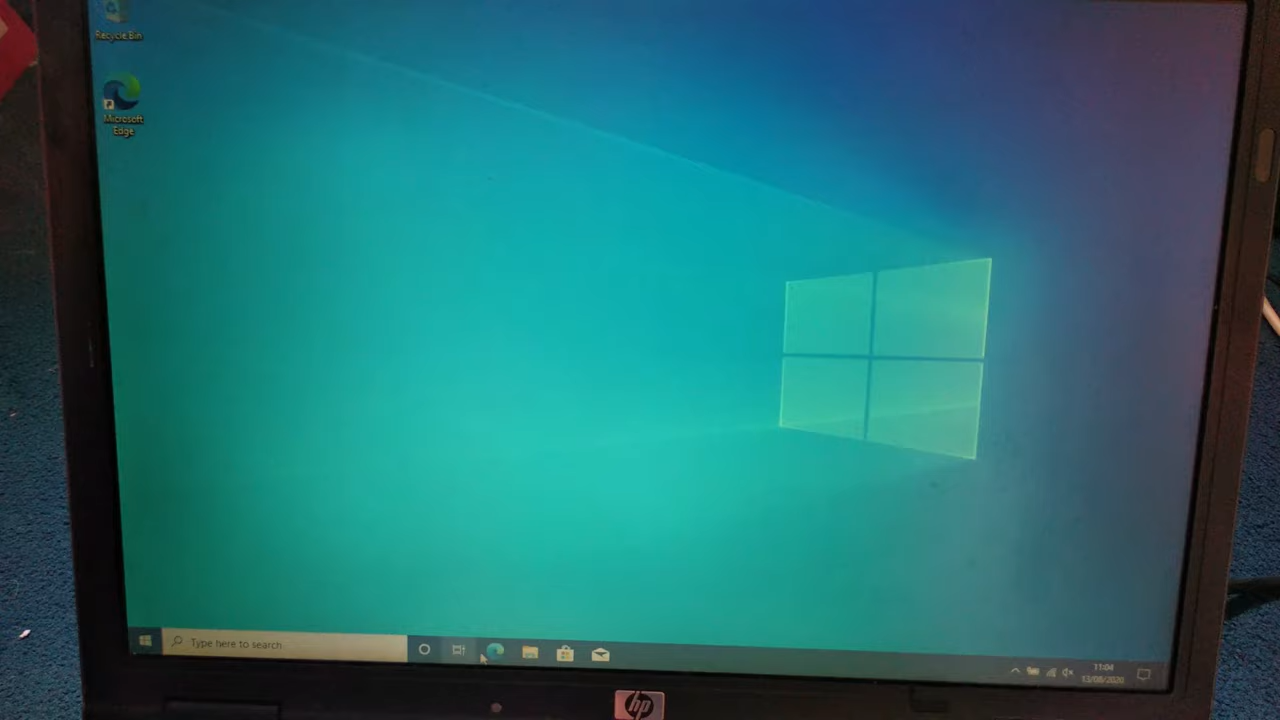 Recycle Bin
Microsoft
Edge
Type here to search
11:04
13/08/2020
hp